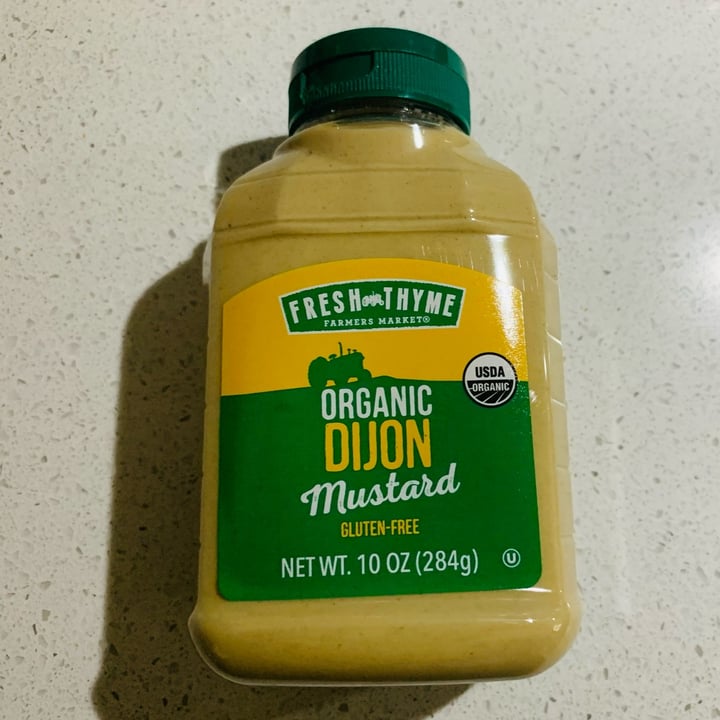 FRESH THYME
FARMERS MARKET®
USDA
ORGANIC
ORGANIC
DIJON
Mustard
GLUTEN-FREE
NET WT. 10 OZ (284g)
U